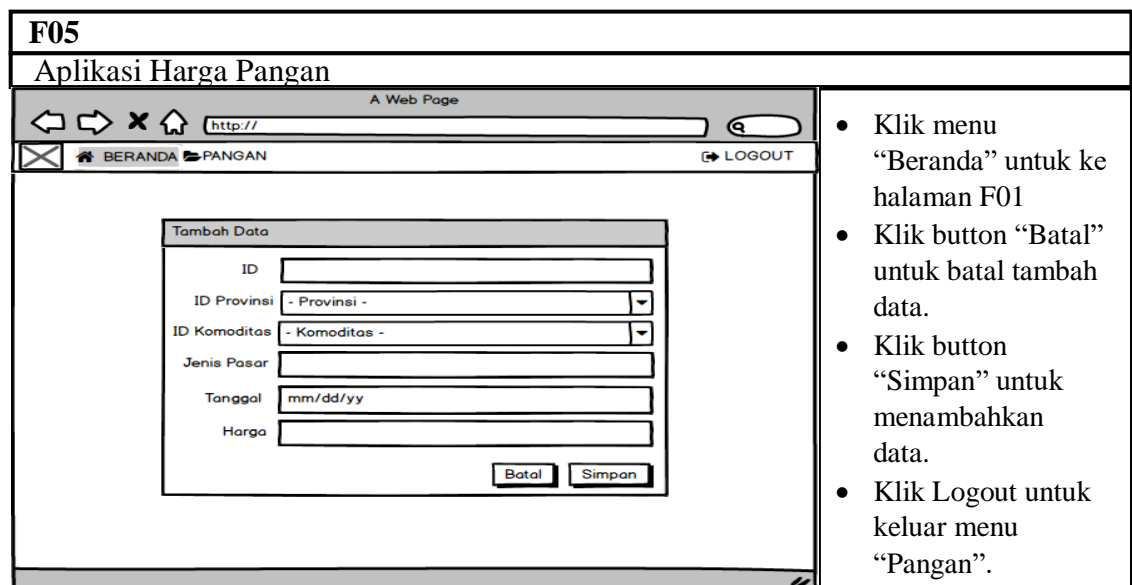 F05
Aplikasi Harga Pangan
A Web Page
http://
BERANDA PANGAN LOGOUT
Tambah Data
ID
ID Provinsi - Provinsi -
ID Komoditas - Komoditas -
Jenis Pasar
Tanggal mm/dd/yy
Harga
Batal Simpan
• Klik menu
“Beranda” untuk ke
halaman F01
• Klik button “Batal”
untuk batal tambah
data.
• Klik button
“Simpan” untuk
menambahkan
data.
• Klik Logout untuk
keluar menu
“Pangan”.